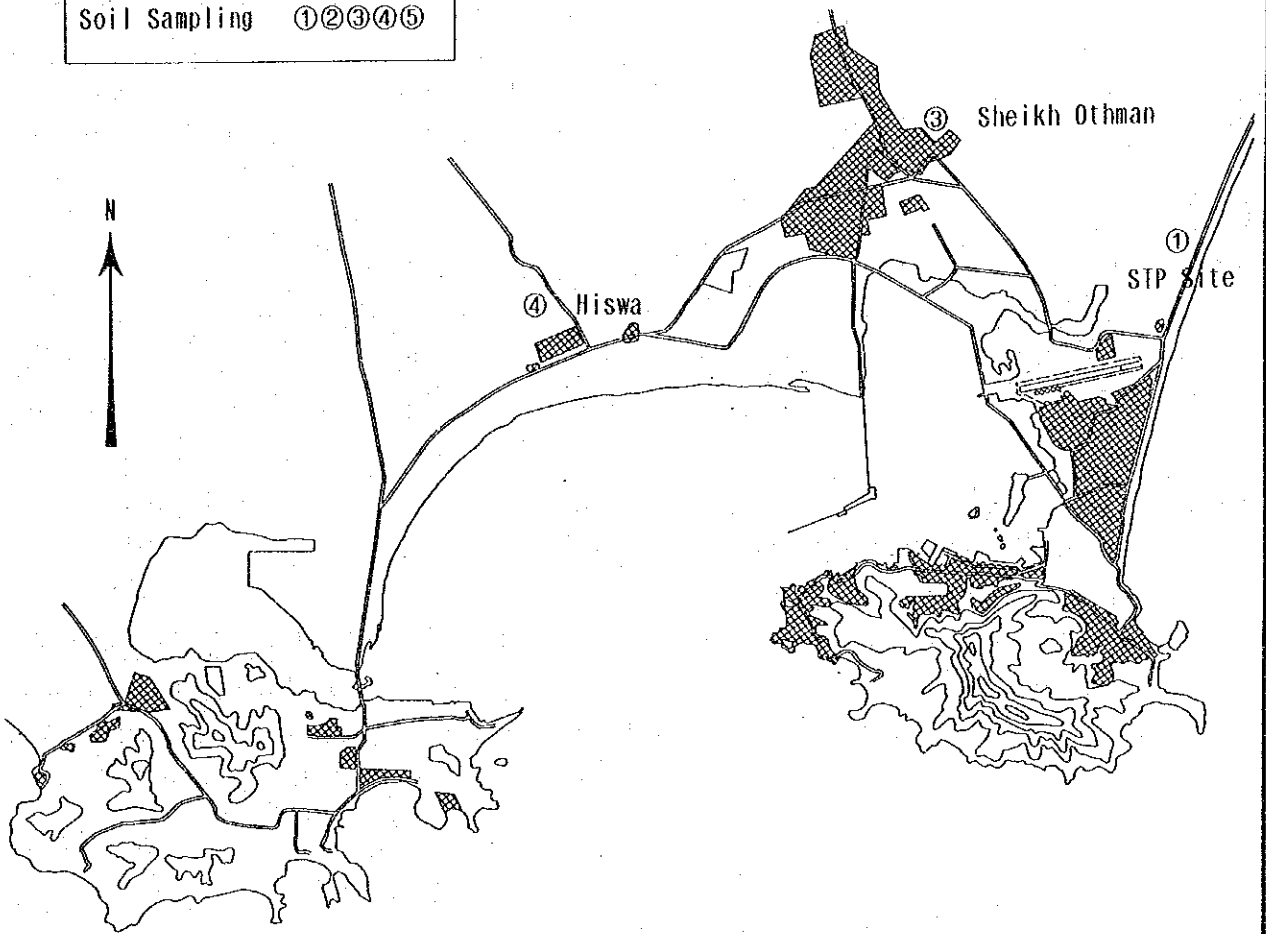 Soil Sampling ①②③④⑤
③ Sheikh Othman
N
①
STP Site
④ Hiswa